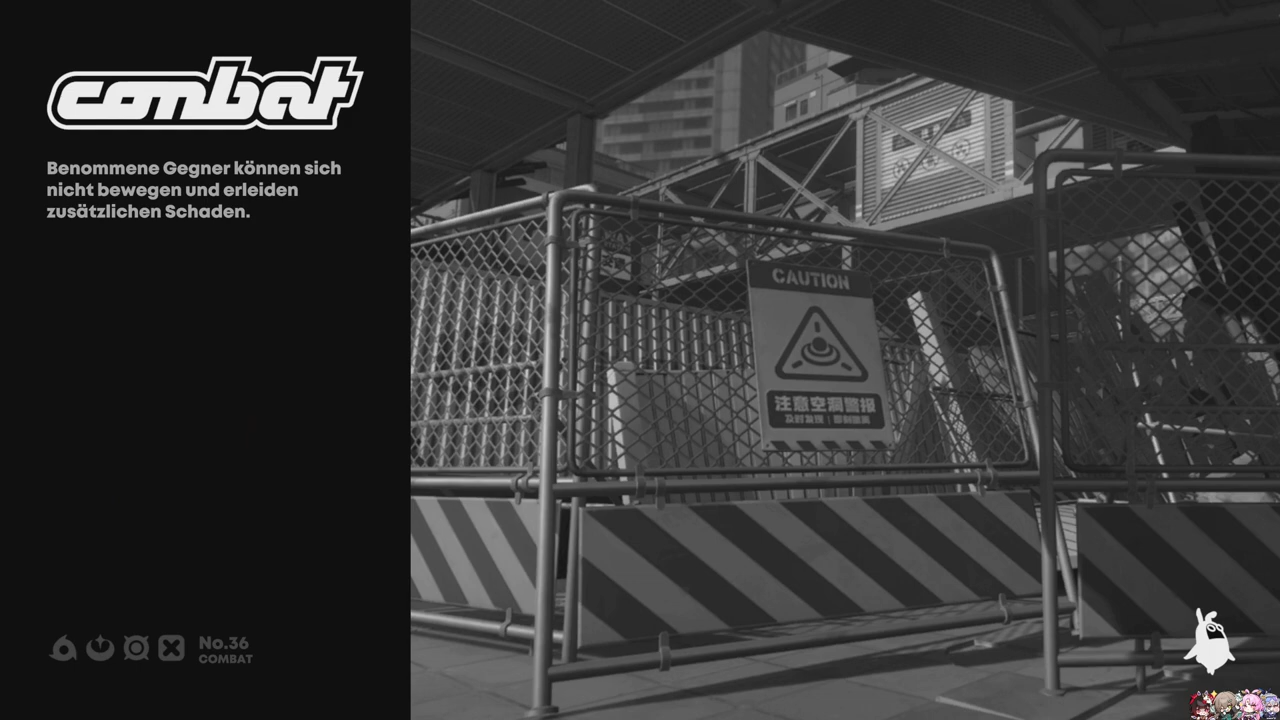 combat
Benommene Gegner können sich
nicht bewegen und erleiden
zusätzlichen Schaden.
CAUTION
注意空洞警报
No.36
COMBAT